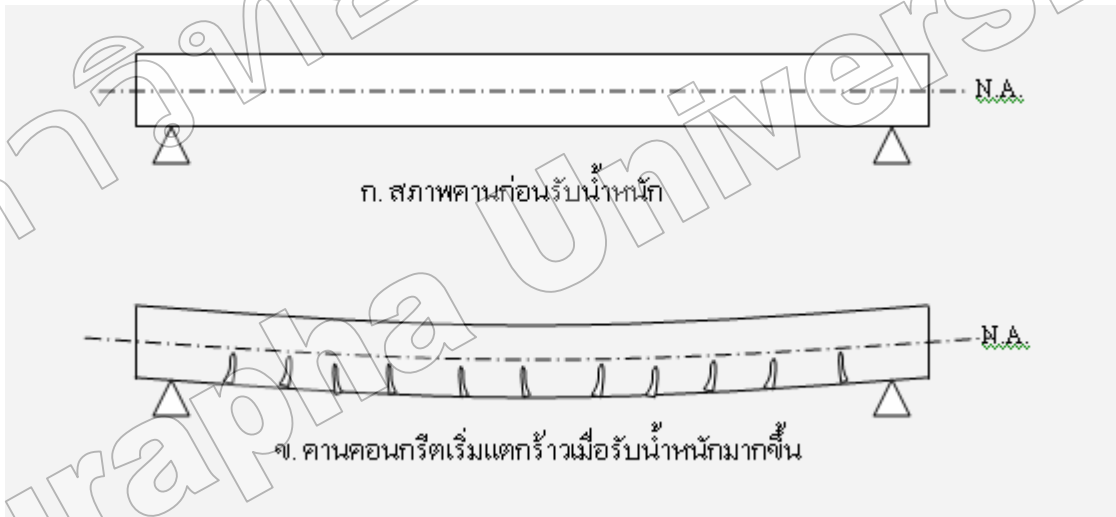 N.A.
ก. สภาพคานก่อนรับน้ำหนัก
N.A.
ข. คานคอนกรีตเริ่มแตกร้าวเมื่อรับน้ำหนักมากขึ้น
Burapha University